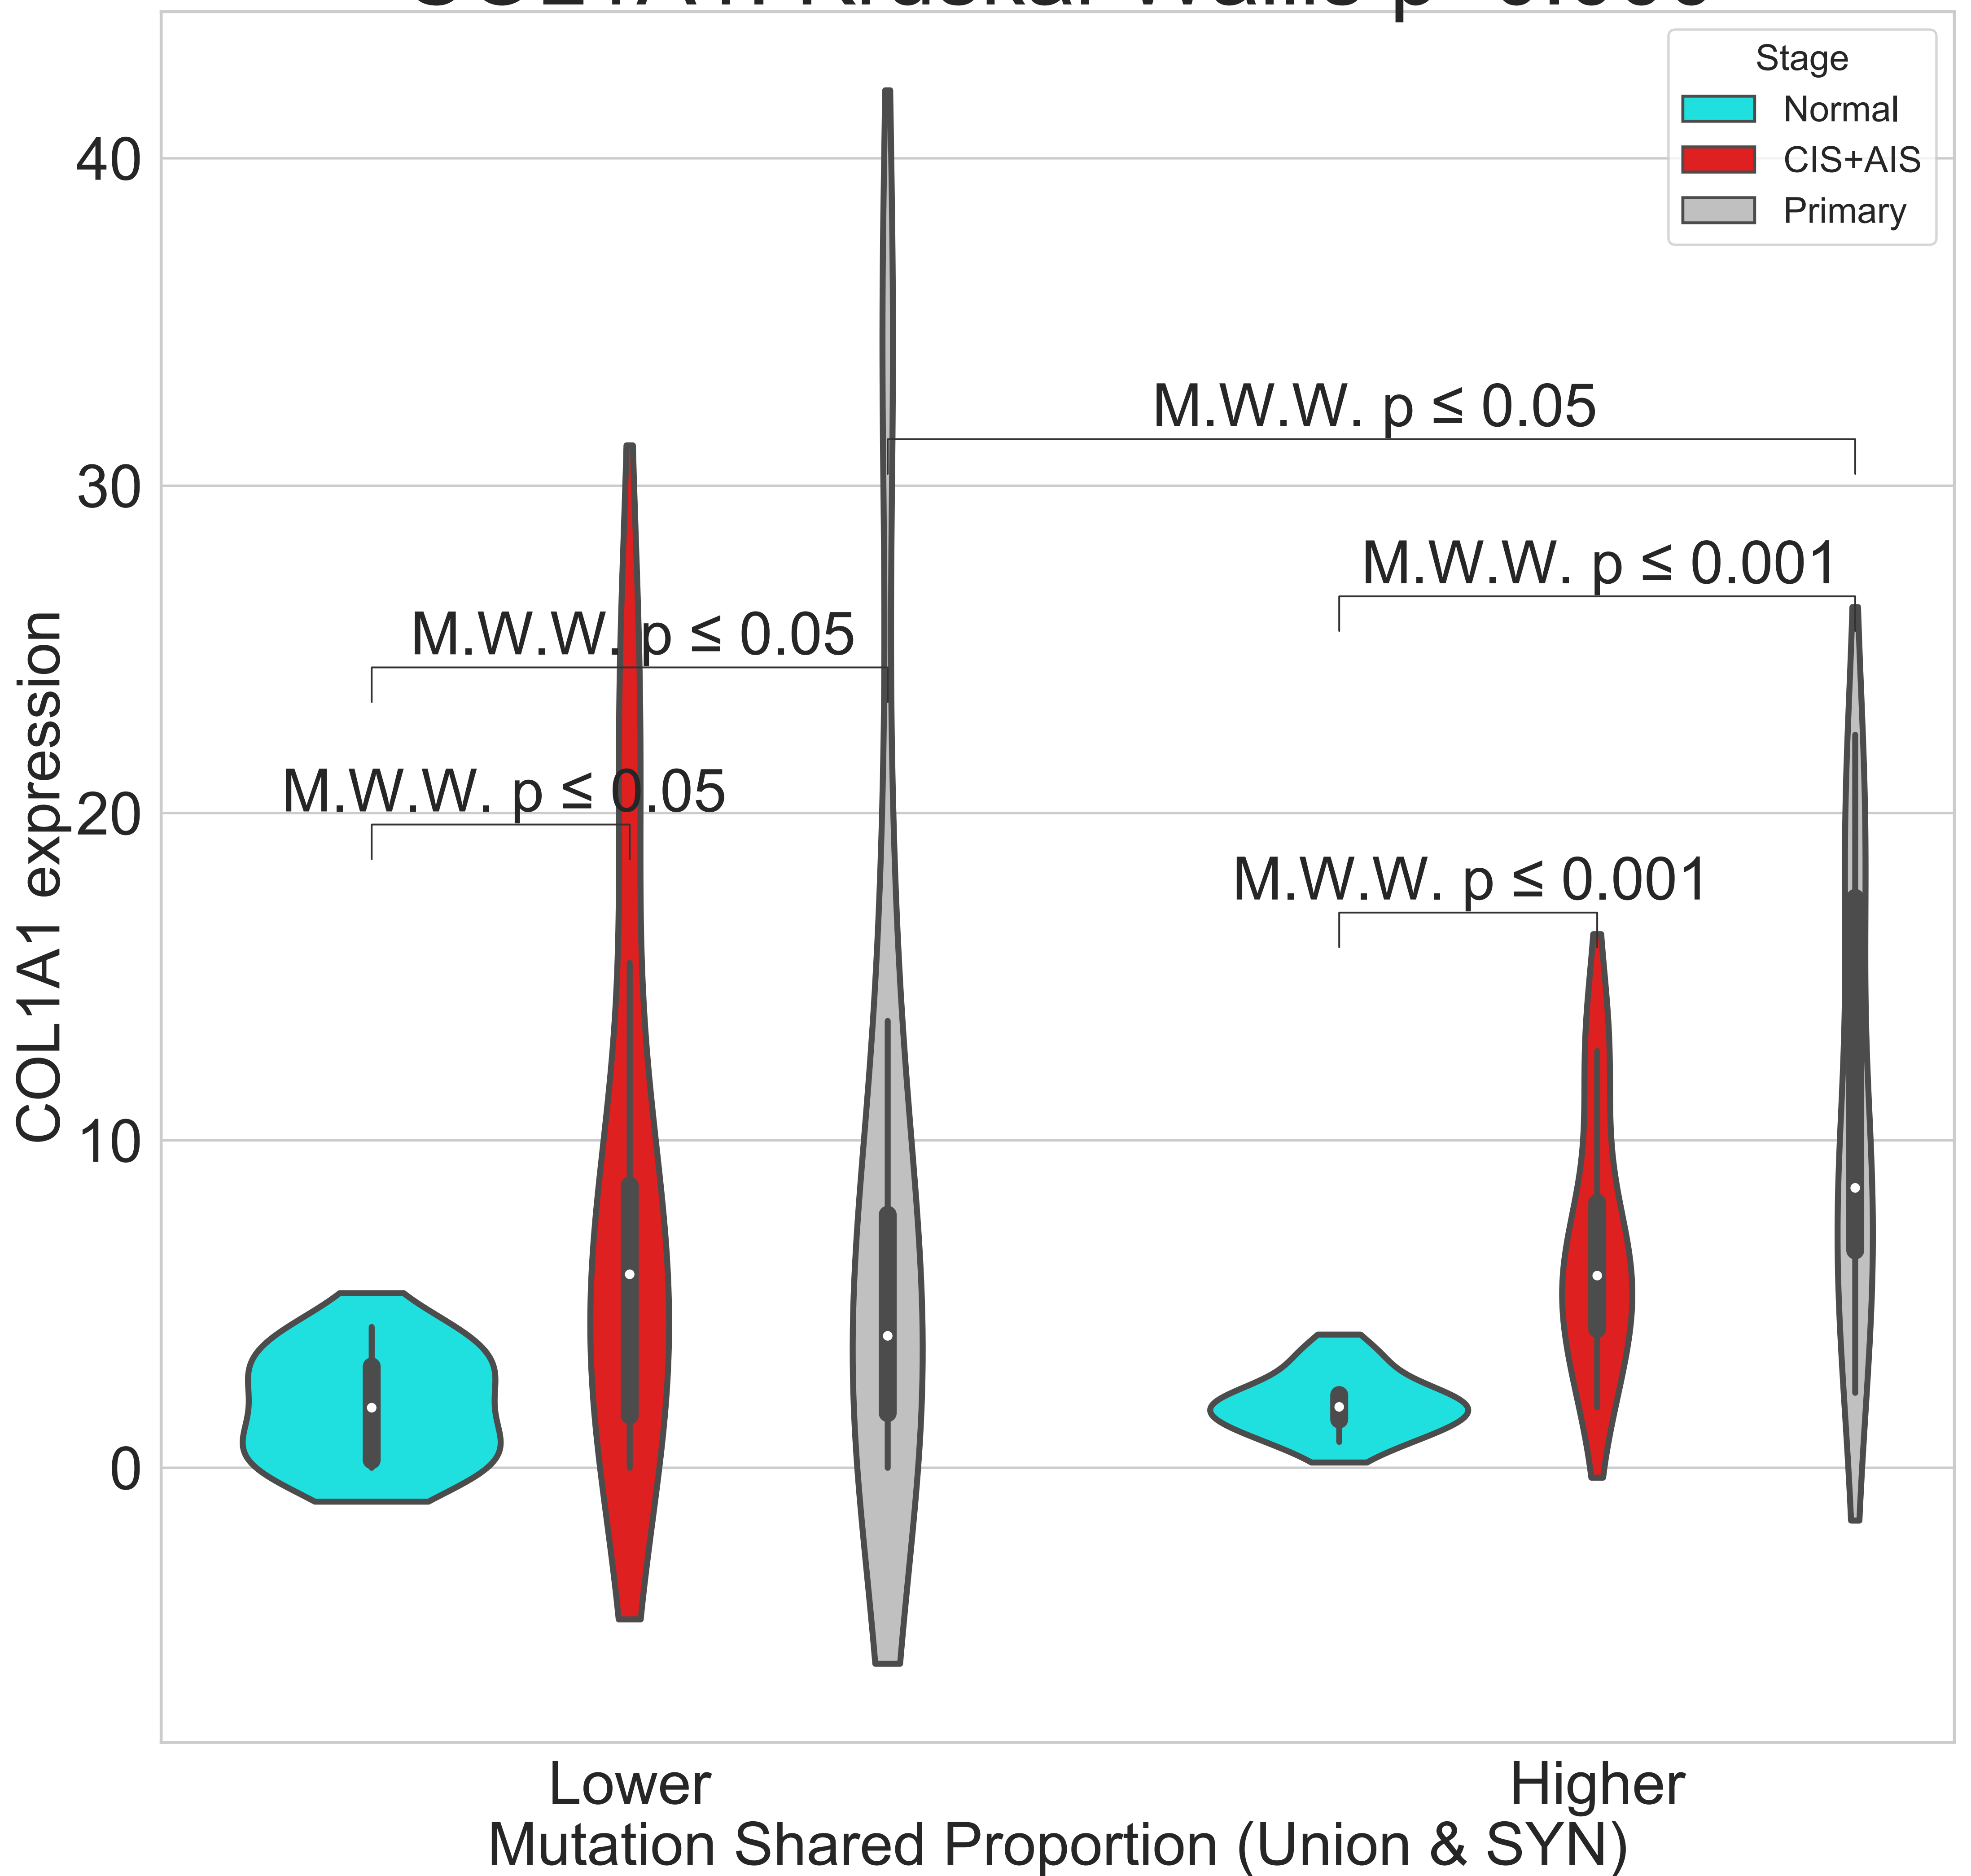 Stage
Normal
CIS+AIS
Primary
40
30
20
10
0
COL1A1 expression
M.W.W. p ≤ 0.05
M.W.W. p ≤ 0.001
M.W.W. p ≤ 0.05
M.W.W. p ≤ 0.05
M.W.W. p ≤ 0.001
Lower
Higher
Mutation Shared Proportion (Union & SYN)